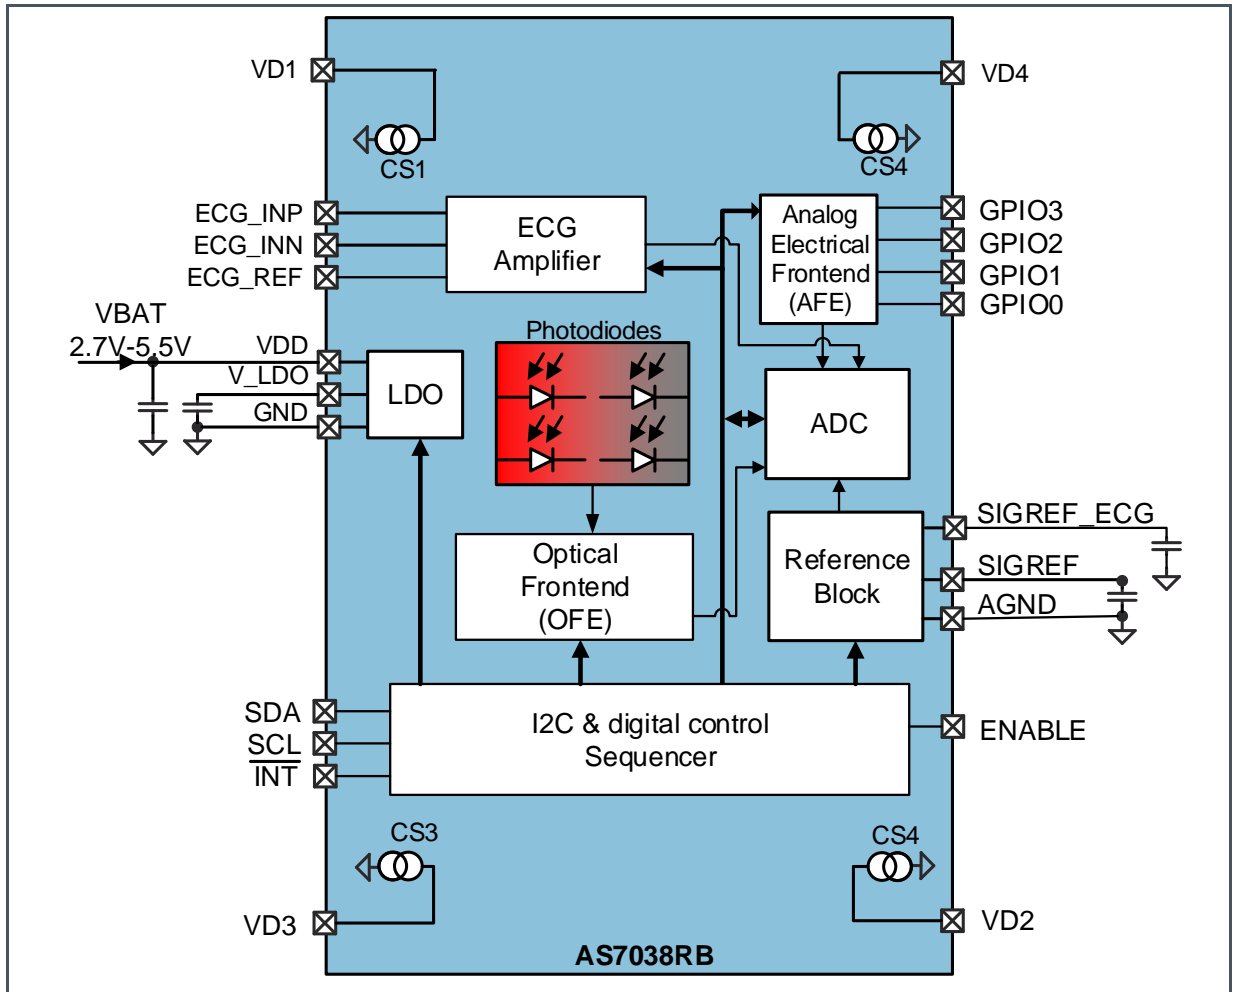 VD1
VD4
CS1
CS4
ECG_INP
ECG_INN
ECG_REF
ECG
Amplifier
Analog
Electrical
Frontend
(AFE)
GPIO3
GPIO2
GPIO1
GPIO0
VBAT
2.7V-5.5V
VDD
V_LDO
GND
LDO
Photodiodes
ADC
Optical
Frontend
(OFE)
Reference
Block
SIGREF_ECG
SIGREF
AGND
SDA
SCL
INT
I2C & digital control
Sequencer
ENABLE
CS3
CS4
VD3
VD2
AS7038RB